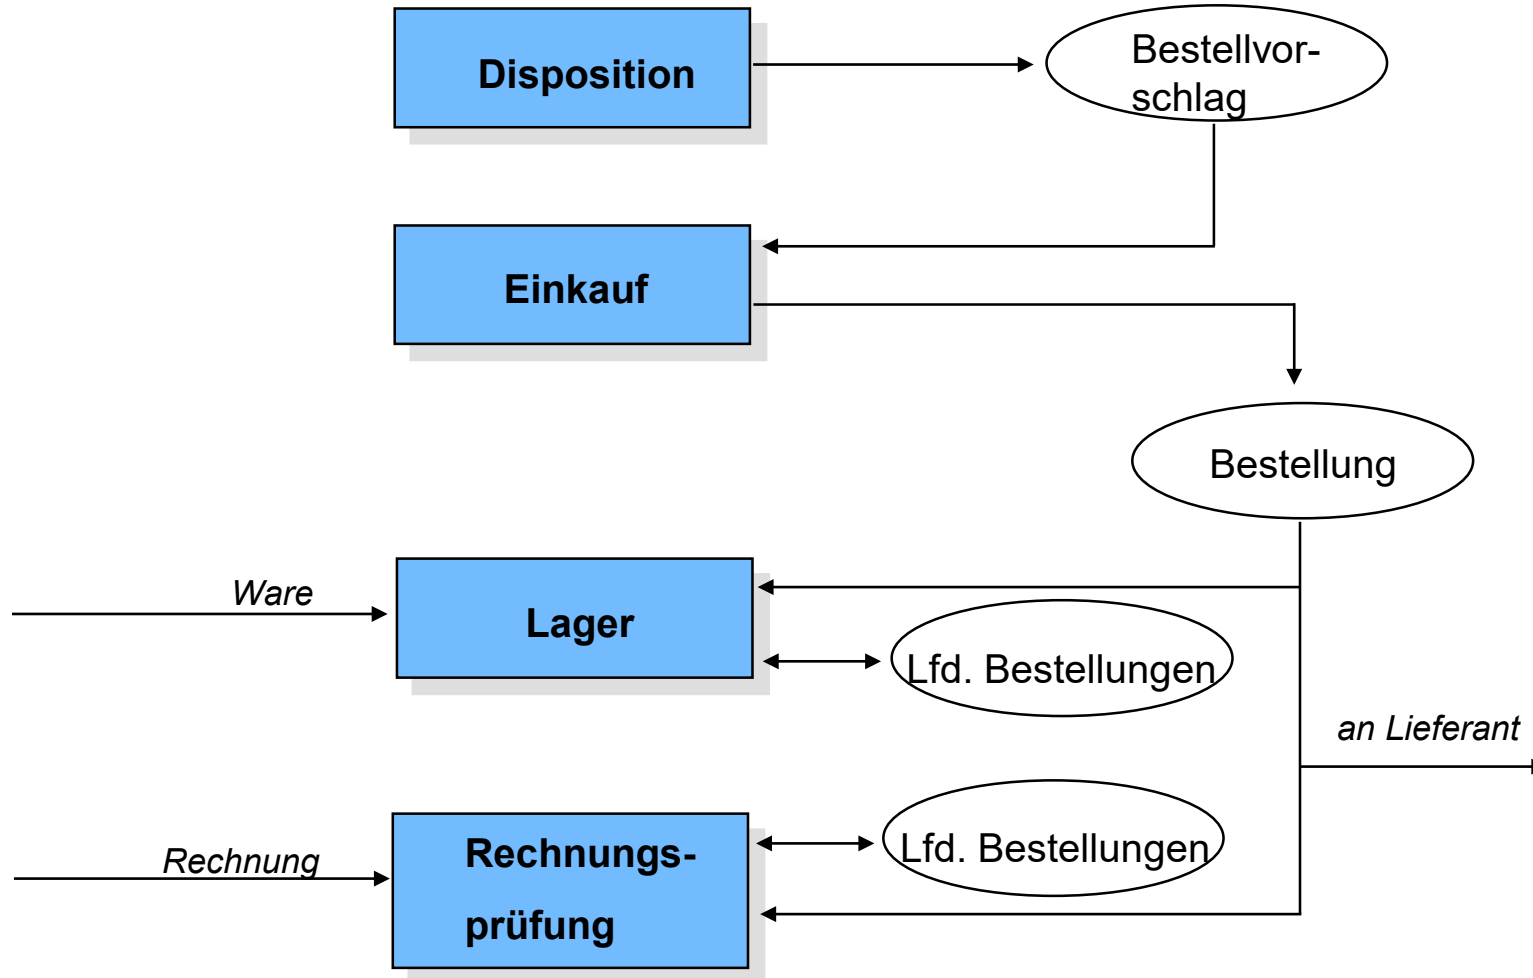 Disposition
Bestellvor-
schlag
Einkauf
Bestellung
Ware
Lager
Lfd. Bestellungen
an Lieferant
Rechnung
Rechnungs-
prüfung
Lfd. Bestellungen